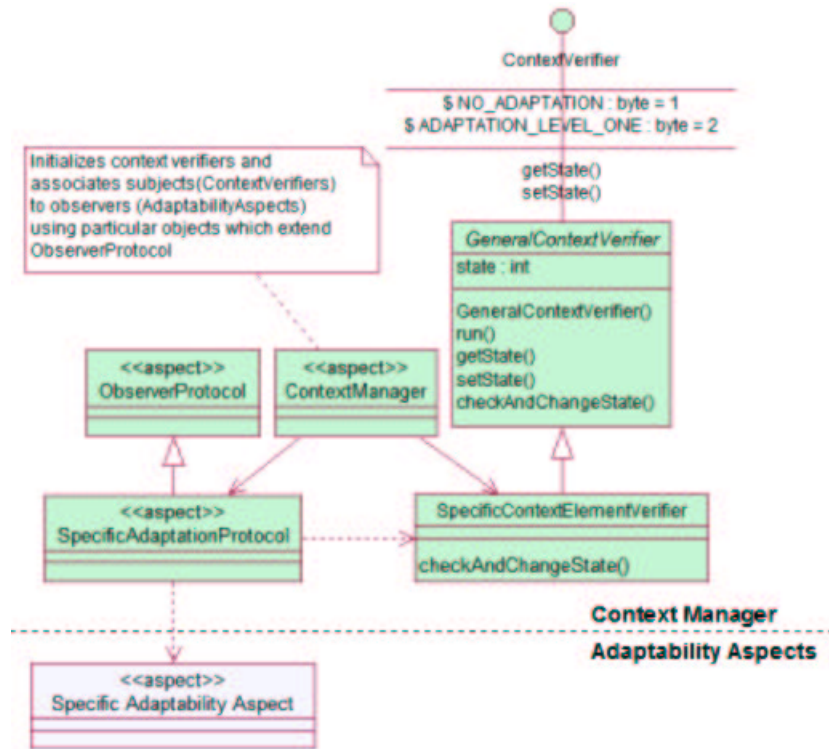 ContextVerifier
$ NO_ADAPTATION : byte = 1
$ ADAPTATION_LEVEL_ONE : byte = 2
getState()
setState()
Initializes context verifiers and
associates subjects(ContextVerifiers)
to observers (AdaptabilityAspects)
using particular objects which extend
ObserverProtocol
GeneralContextVerifier
state : int
GeneralContextVerifier()
run()
getState()
setState()
checkAndChangeState()
<<aspect>>
ObserverProtocol
<<aspect>>
ContextManager
<<aspect>>
SpecificAdaptationProtocol
SpecificContextElementVerifier
checkAndChangeState()
Context Manager
Adaptability Aspects
<<aspect>>
Specific Adaptability Aspect